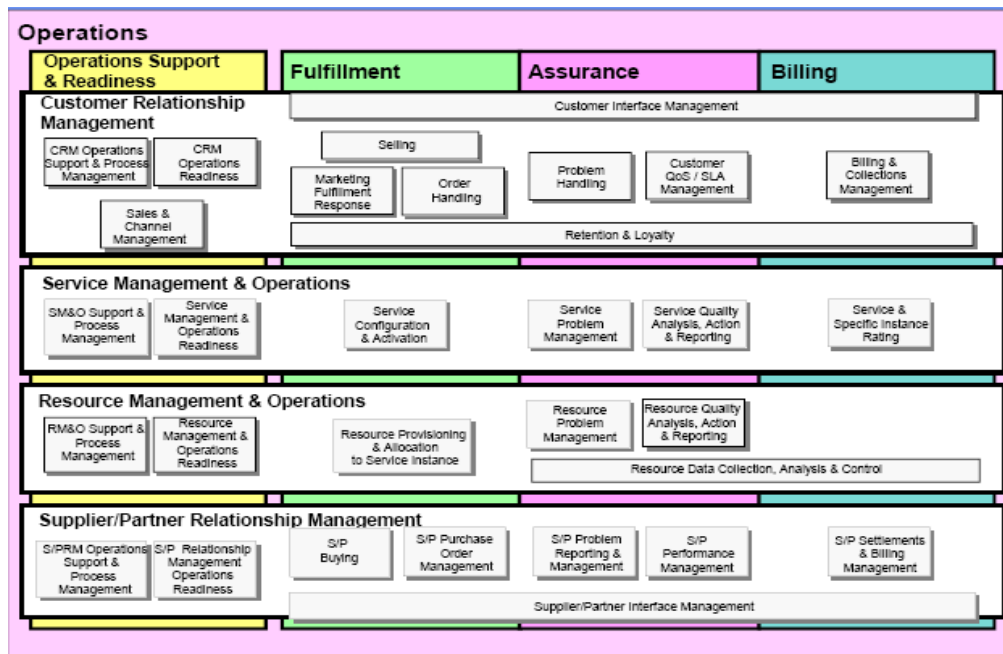 Operations
Operations Support
& Readiness
Fulfillment
Assurance
Billing
Customer Relationship
Management
Customer Interface Management
CRM Operations
Support & Process
Management
CRM
Operations
Readiness
Sales &
Channel
Management
Selling
Marketing
Fulfillment
Response
Order
Handling
Problem
Handling
Customer
QoS / SLA
Management
Billing &
Collections
Management
Retention & Loyalty
Service Management & Operations
SM&O Support &
Process
Management
Service
Management &
Operations
Readiness
Service
Configuration
& Activation
Service
Problem
Management
Service Quality
Analysis, Action
& Reporting
Service &
Specific Instance
Rating
Resource Management & Operations
RM&O Support &
Process
Management
Resource
Management &
Operations
Readiness
Resource Provisioning
& Allocation
to Service Instance
Resource
Problem
Management
Resource Quality
Analysis, Action
& Reporting
Resource Data Collection, Analysis & Control
Supplier/Partner Relationship Management
S/PRM Operations
Support &
Process
Management
S/P Relationship
Management
Operations
Readiness
S/P
Buying
S/P Purchase
Order
Management
S/P Problem
Reporting &
Management
S/P
Performance
Management
S/P Settlements
& Billing
Management
Supplier/Partner Interface Management